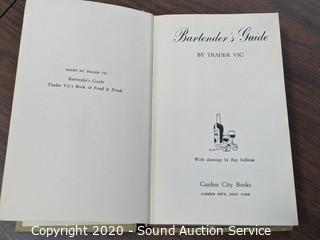 BOOKS BY TRADER VIC
Bartender's Guide
Trader Vic's Book of Food & Drink
Bartender's Guide
BY TRADER VIC
With drawings by Ray Sullivan
Garden City Books
GARDEN CITY, NEW YORK
Copyright 2020 - Sound Auction Service